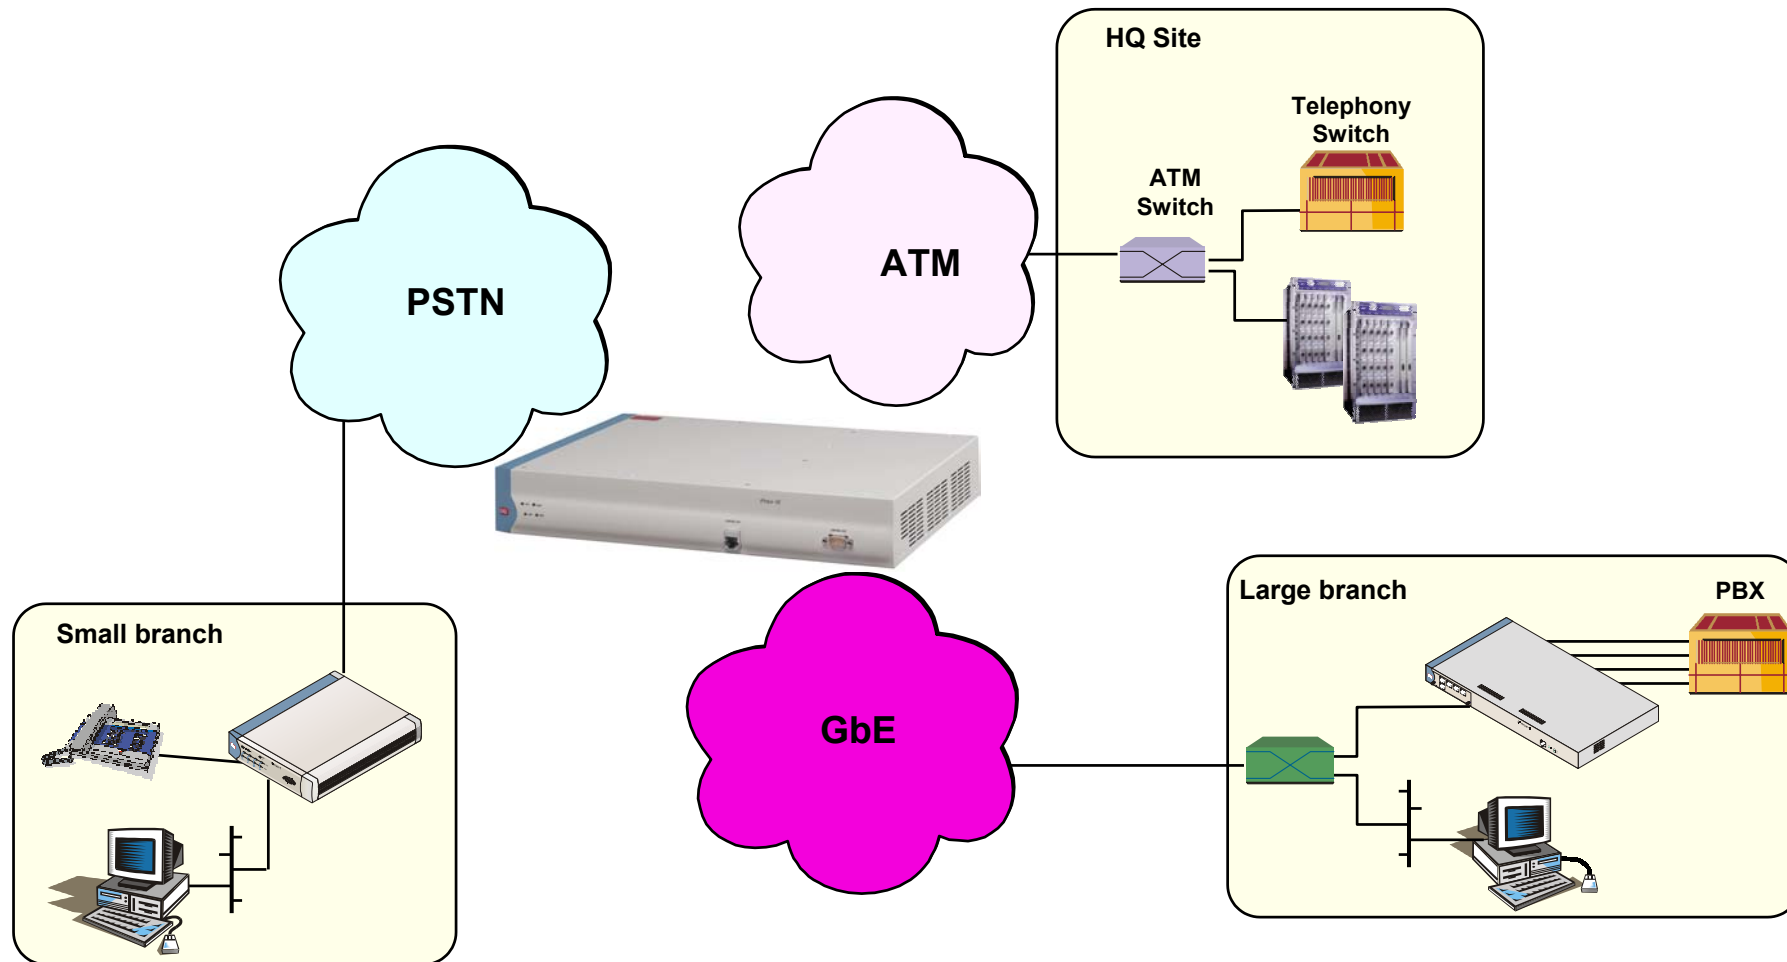 HQ Site
Telephony
Switch
ATM
Switch
PSTN
ATM
Small branch
Large branch
PBX
GbE